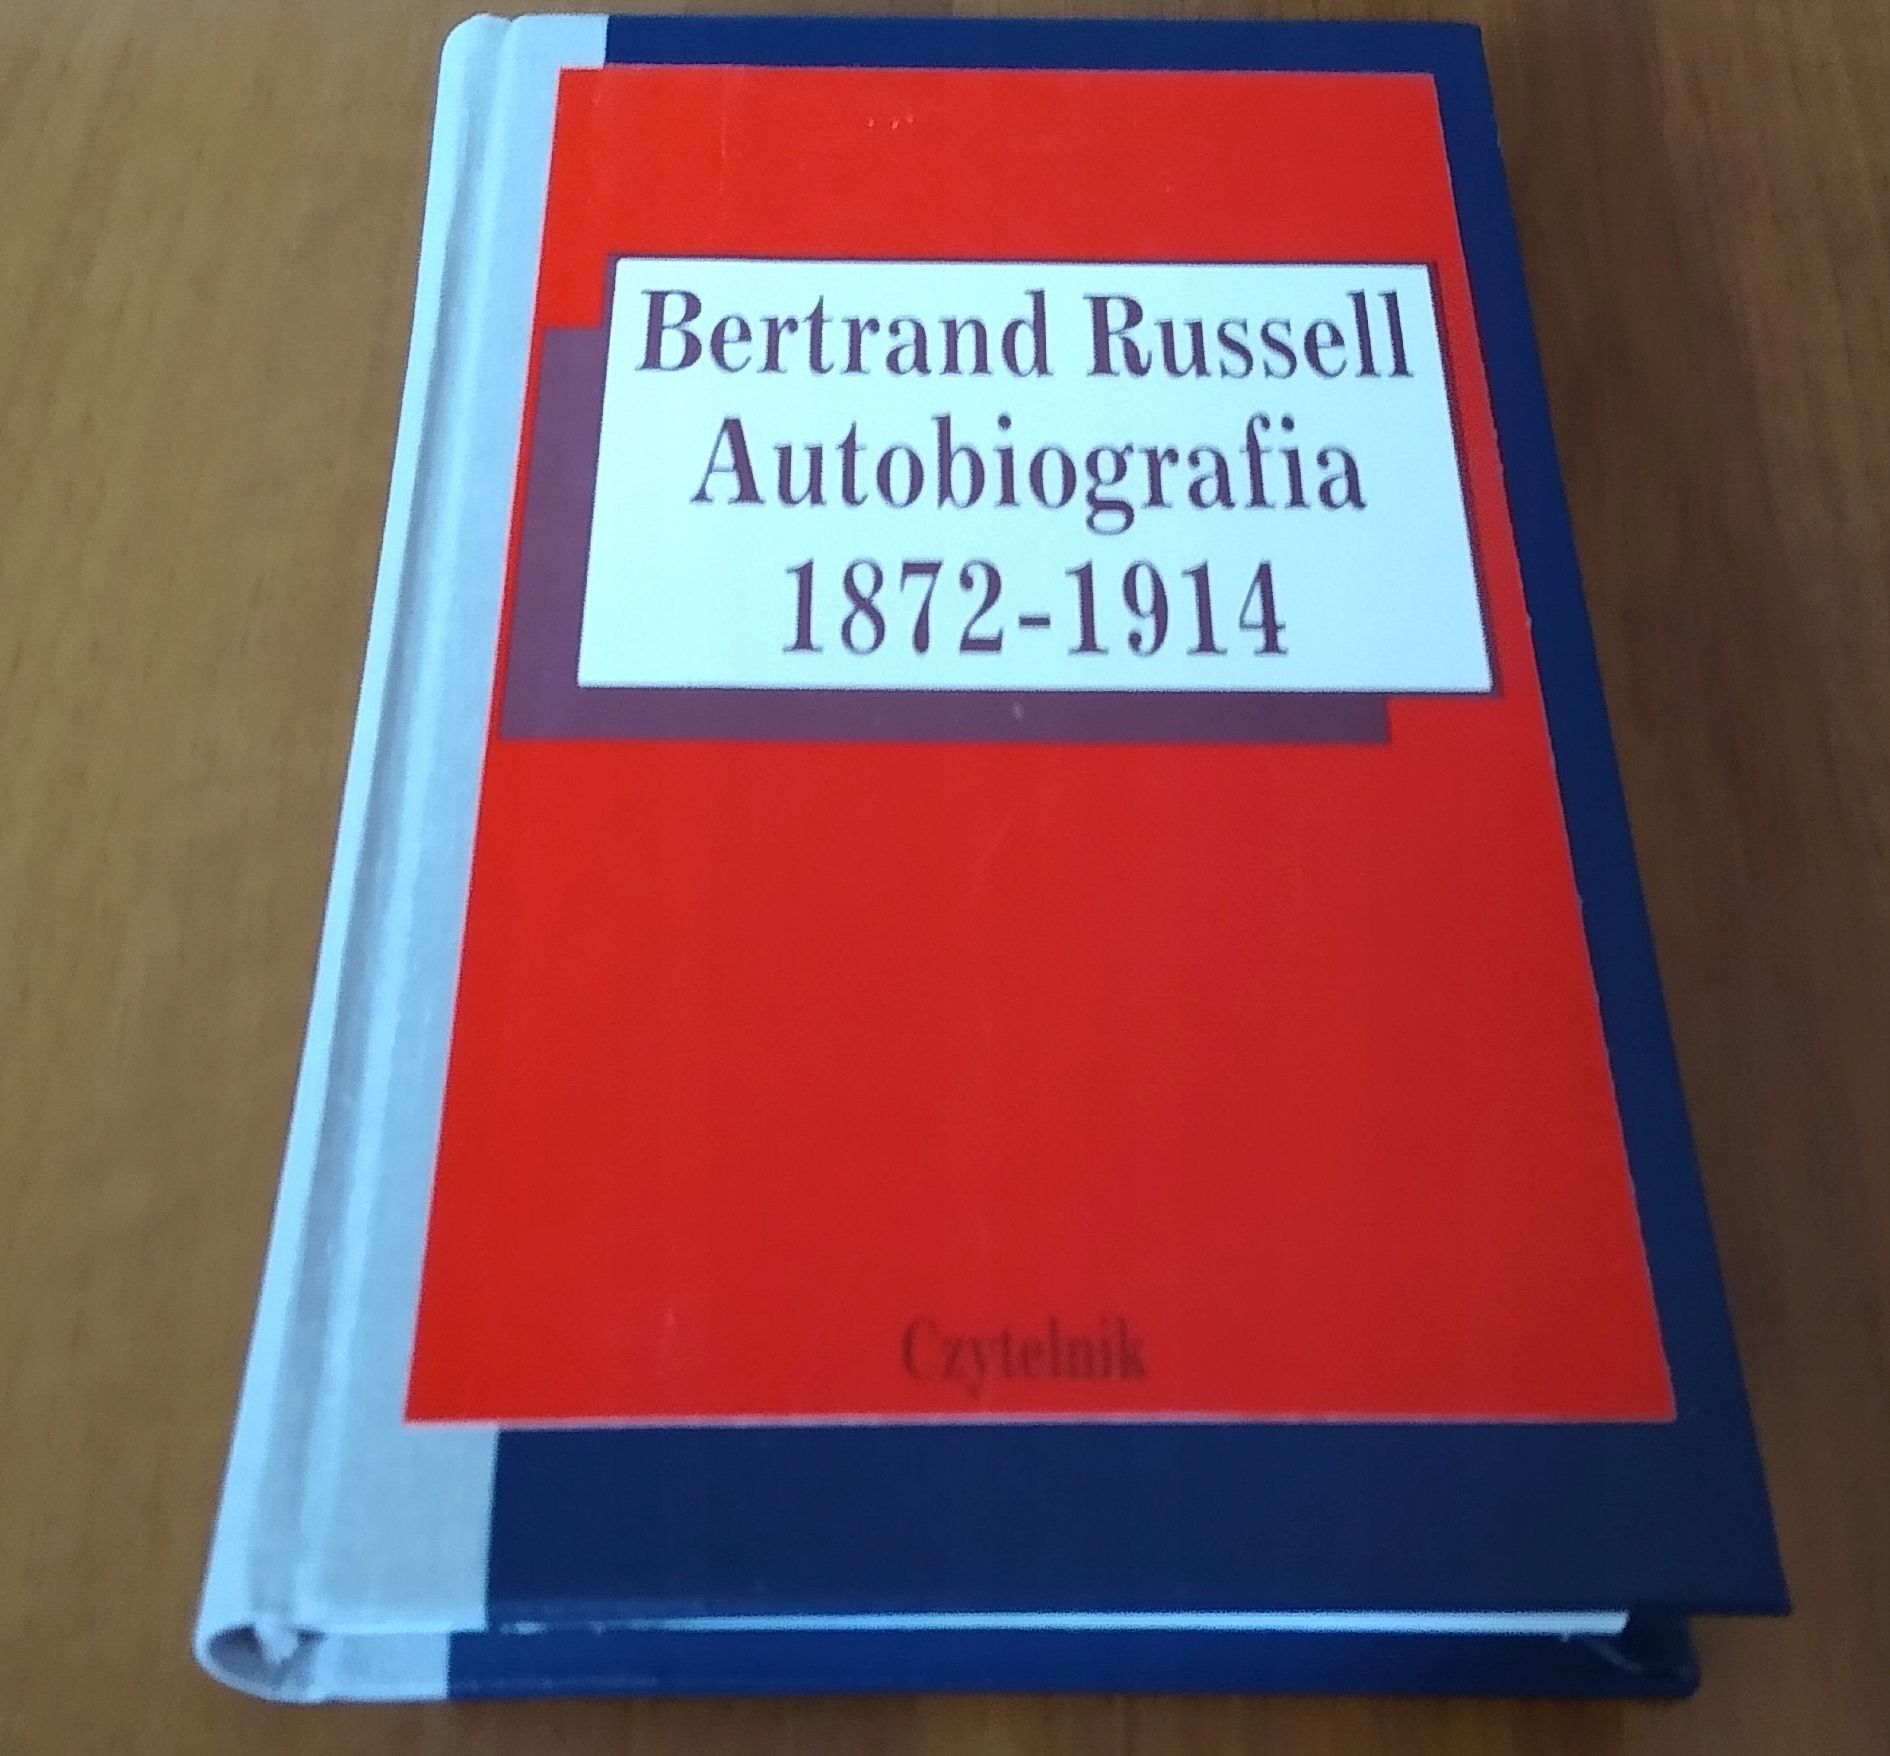 Bertrand Russell
Autobiografia
1872-1914
Czytelnik